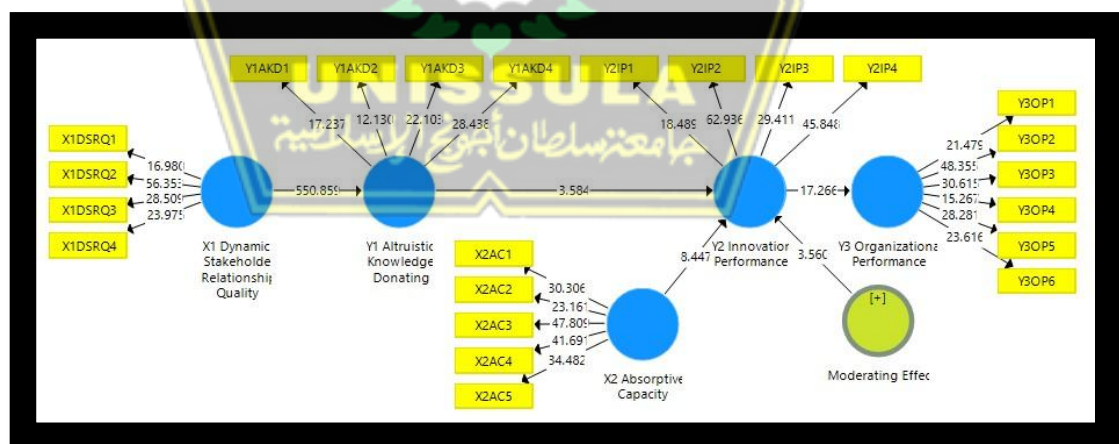 Y1AKD1 Y1AKD2 Y1AKD3 Y1AKD4 Y2IP1 Y2IP2 Y2IP3 Y2IP4
UNISSULA
جامعة سلطان أجونج الإسلامية
17.237 12.130 22.103 28.438 18.489 62.936 29.411 45.848
X1DSRQ1
X1DSRQ2
X1DSRQ3
X1DSRQ4
16.980
56.353
28.509
23.975
550.859
3.584
17.266
Y3OP1
Y3OP2
Y3OP3
Y3OP4
Y3OP5
Y3OP6
21.479
48.355
30.615
15.267
28.281
23.616
X1 Dynamic
Stakeholde
Relationship
Quality
Y1 Altruistic
Knowledge
Donating
Y2 Innovation
Performance
Y3 Organizationa
Performance
8.447
3.560
X2AC1
X2AC2
X2AC3
X2AC4
X2AC5
30.306
23.161
47.809
41.691
34.482
X2 Absorptive
Capacity
[+]
Moderating Effec